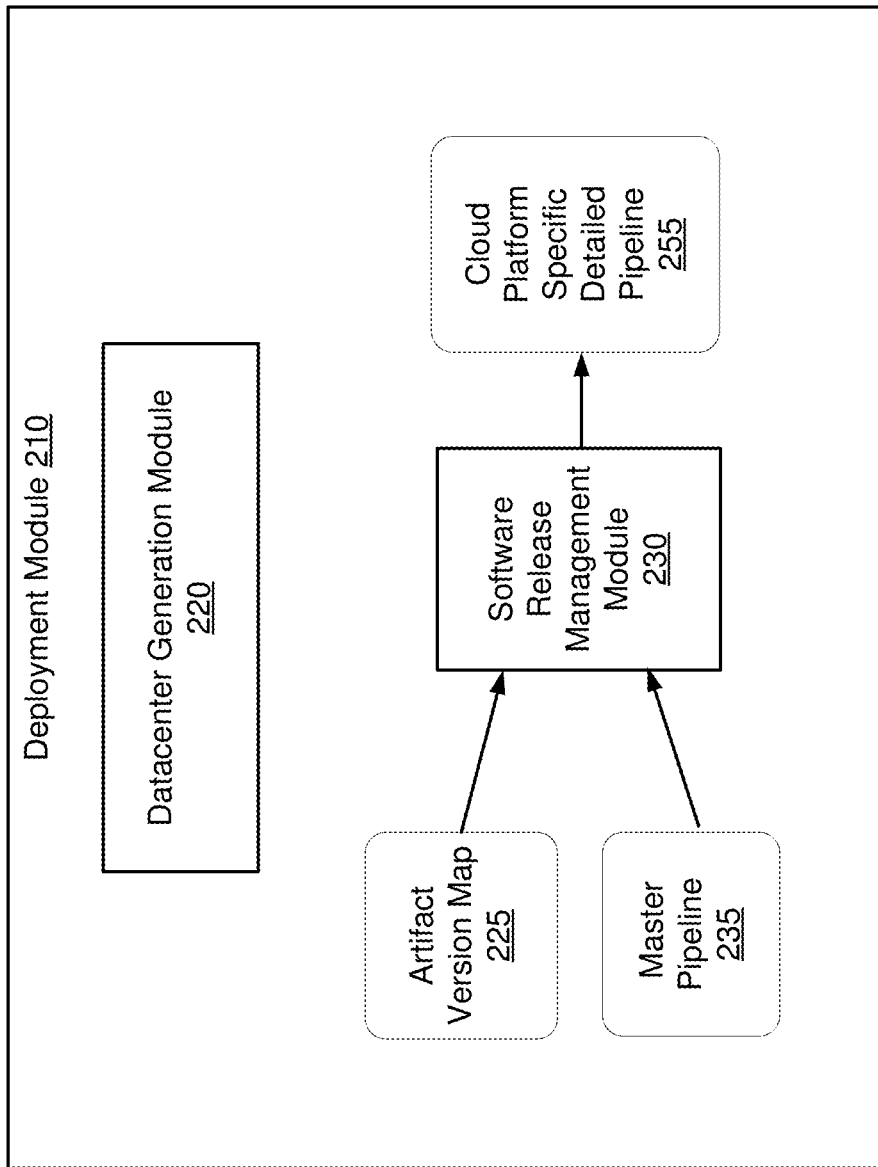 Deployment Module 210
Datacenter Generation Module
220
Artifact
Version Map
225
Master
Pipeline
235
Software
Release
Management
Module
230
Cloud
Platform
Specific
Detailed
Pipeline
255